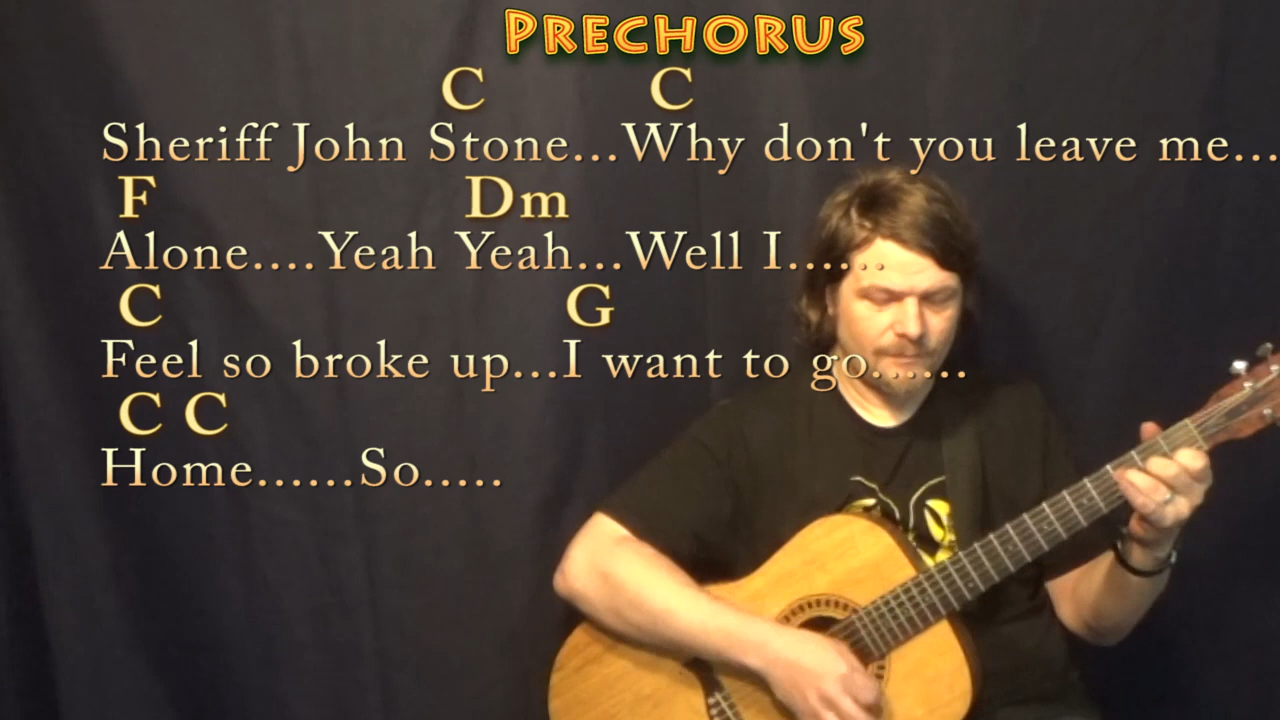 PRECHORUS
C C
Sheriff John Stone...Why don't you leave me...
F Dm
Alone....Yeah Yeah...Well I......
C G
Feel so broke up...I want to go......
C C
Home......So.....